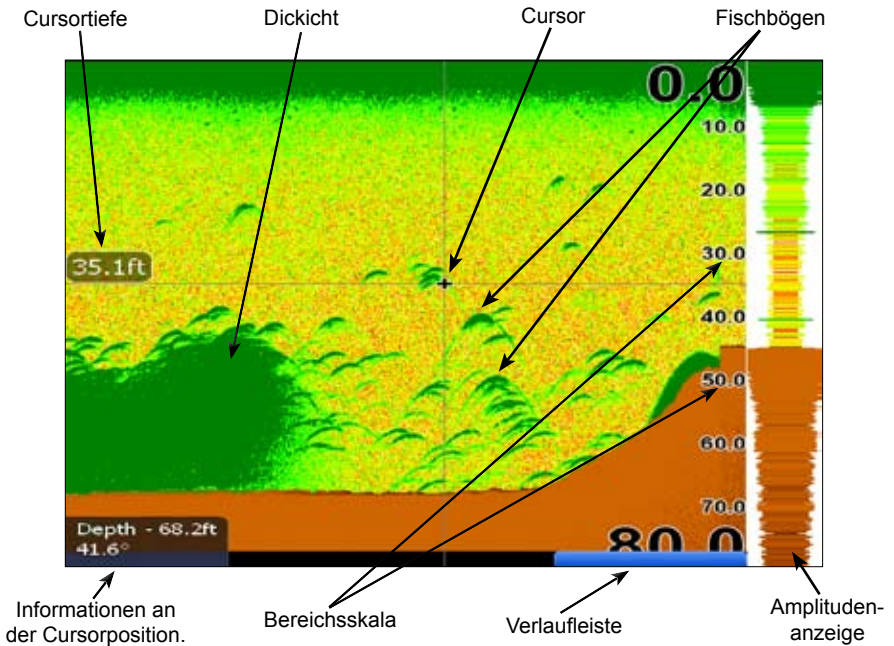 Cursortiefe
Dickicht
Cursor
Fischbögen
0.0
10.0
20.0
30.0
35.1ft
40.0
50.0
60.0
70.0
80.0
Depth - 68.2ft
41.6°
Informationen an
der Cursorposition.
Bereichsskala
Verlaufleiste
Amplituden-
anzeige